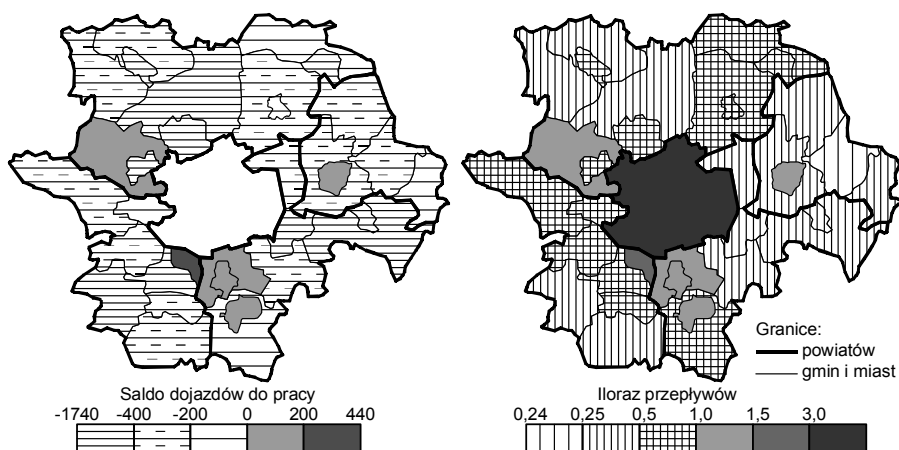 Granice:
powiatów
gmin i miast
Saldo dojazdów do pracy
-1740 -400 -200 0 200 440
Iloraz przepływów
0,24 0,25 0,5 1,0 1,5 3,0